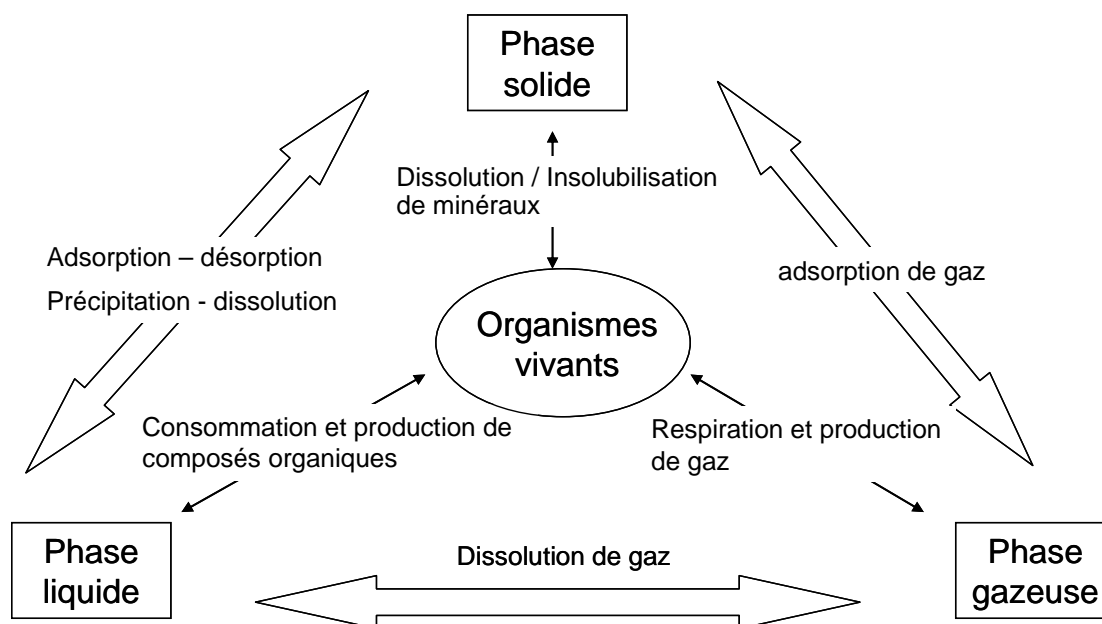 Phase
solide
Dissolution / Insolubilisation
de minéraux
Adsorption – désorption
Précipitation - dissolution
adsorption de gaz
Organismes
vivants
Consommation et production de
composés organiques
Respiration et production
de gaz
Phase
liquide
Dissolution de gaz
Phase
gazeuse